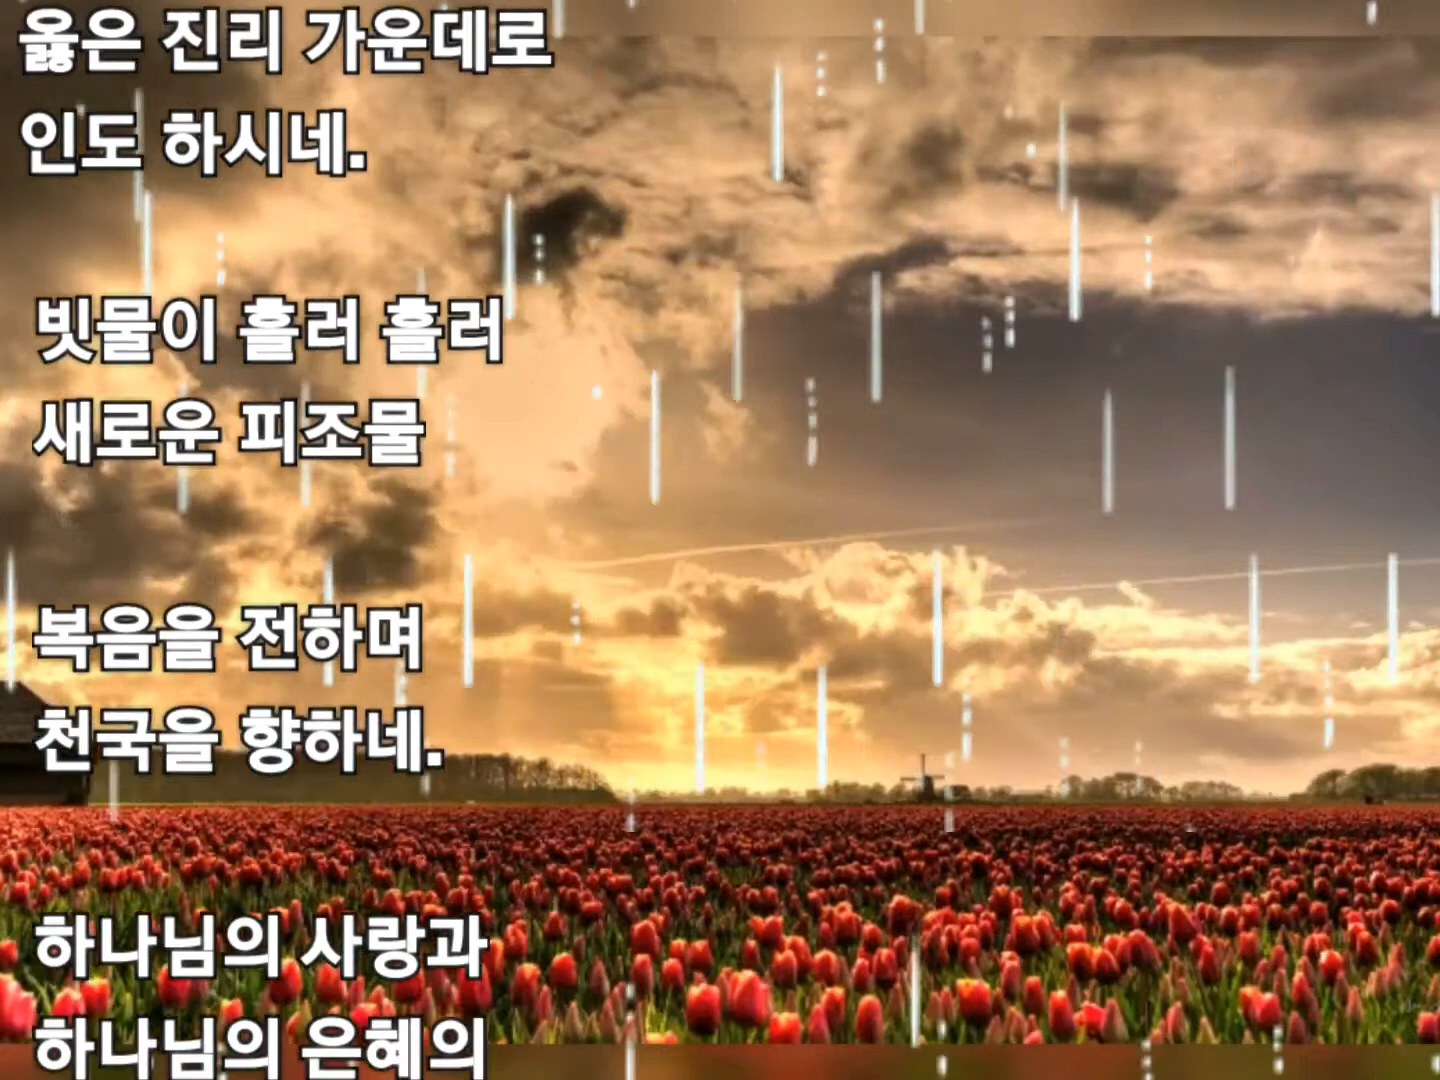 옳은 진리 가운데로
인도 하시네.
빗물이 흘러 흘러
새로운 피조물
복음을 전하며
천국을 향하네.
하나님의 사랑과
하나님의 은혜의